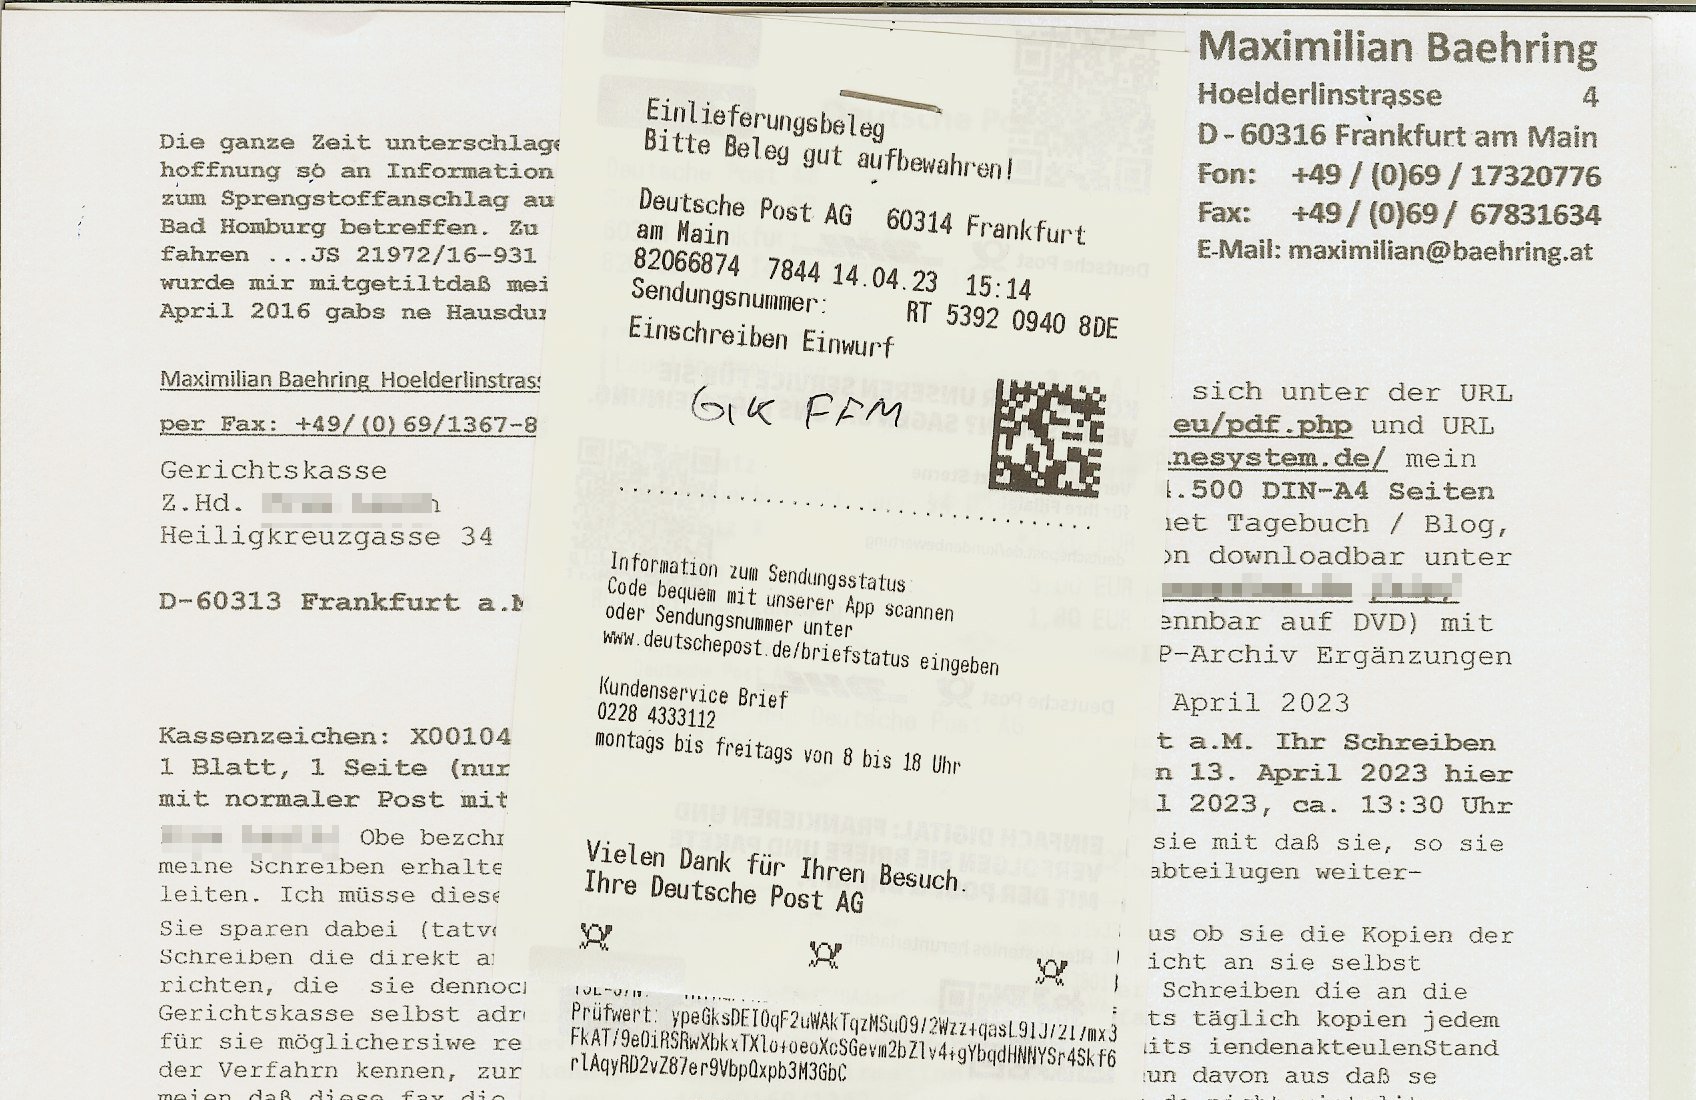 Maximilian Baehring
Hoelderlinstrasse 4
D - 60316 Frankfurt am Main
Fon: +49 / (0)69 / 17320776
Fax: +49 / (0)69 / 67831634
E-Mail: maximilian@baehring.at
Die ganze Zeit unterschlage
hoffnung so an Information
zum Sprengstoffanschlag au
Bad Homburg betreffen. Zu
fahren ...JS 21972/16-931
wurde mir mitgetiltdaß mei
April 2016 gabs ne Hausdur
Maximilian Baehring Hoelderlinstrass
per Fax: +49/(0)69/1367-8
Gerichtskasse
Z.Hd.
Heiligkreuzgasse 34
D-60313 Frankfurt a.M
Kassenzeichen: X00104
1 Blatt, 1 Seite (nur
mit normaler Post mit
Obe bezchn
meine Schreiben erhalte
leiten. Ich müsse diese
Sie sparen dabei (tatvo
Schreiben die direkt a
richten, die sie dennoc
Gerichtskasse selbst adr
für sie möglichersiwe re
der Verfahrn kennen, zur
meien daß diese fax die
Einlieferungsbeleg
Bitte Beleg gut aufbewahren!
Deutsche Post AG 60314 Frankfurt
am Main
82066874 7844 14.04.23 15:14
Sendungsnummer: RT 5392 0940 8DE
Einschreiben Einwurf
GK FFM
Information zum Sendungsstatus:
Code bequem mit unserer App scannen
oder Sendungsnummer unter
www.deutschepost.de/briefstatus eingeben
Kundenservice Brief
0228 4333112
montags bis freitags von 8 bis 18 Uhr
Vielen Dank für Ihren Besuch.
Ihre Deutsche Post AG
Prüfwert: ypeGksDEI0qF2uWAkTqzMSu09/2Wzz+qasL91J/21/mx3
FkAT/9e0iRSRwXbkxTXlo+oeoXcSGevm2bZlv4+gYbqdHNNYSr4Skf6
rlAqyRD2vZ87er9VbpQxpb3M3GbC
sich unter der URL
eu/pdf.php und URL
nesystem.de/ mein
1.500 DIN-A4 Seiten
net Tagebuch / Blog,
on downloadbar unter
ennbar auf DVD) mit
P-Archiv Ergänzungen
April 2023
t a.M. Ihr Schreiben
n 13. April 2023 hier
l 2023, ca. 13:30 Uhr
sie mit daß sie, so sie
abteilugen weiter-
us ob sie die Kopien der
icht an sie selbst
Schreiben die an die
ts täglich kopien jedem
its iendenakteulenStand
un davon aus daß se